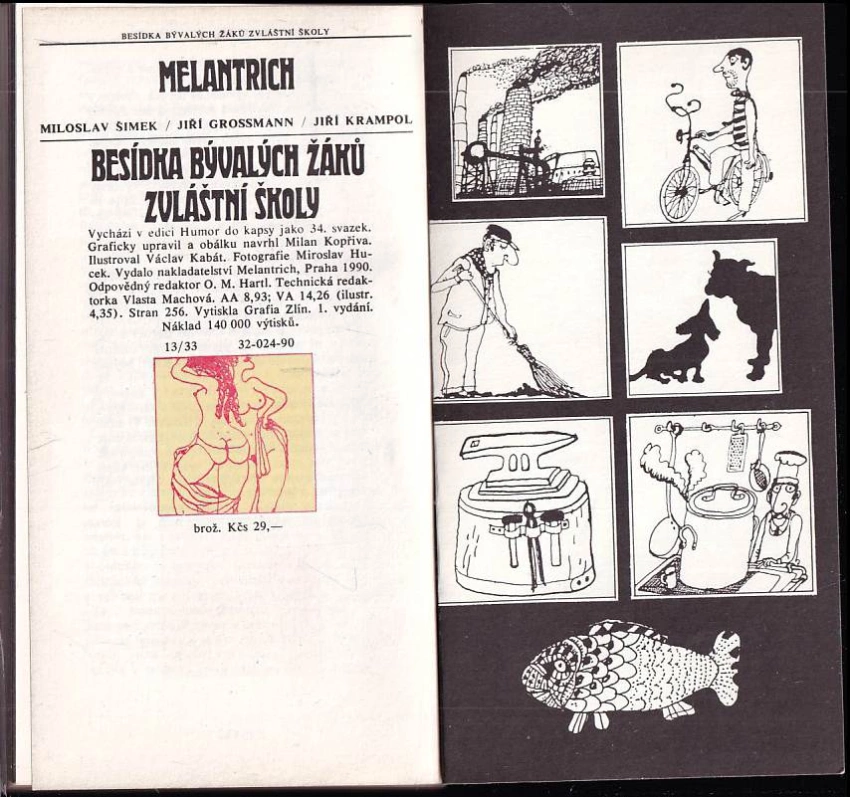 BESÍDKA BÝVALÝCH ŽÁKŮ ZVLÁŠTNÍ ŠKOLY
MELANTRICH
MILOSLAV ŠIMEK / JIŘÍ GROSSMANN / JIŘÍ KRAMPOL
BESÍDKA BÝVALÝCH ŽÁKŮ
ZVLÁŠTNÍ ŠKOLY
Vychází v edici Humor do kapsy jako 34. svazek.
Graficky upravil a obálku navrhl Milan Kopřiva.
Ilustroval Václav Kabát. Fotografie Miroslav Hu-
cek. Vydalo nakladatelství Melantrich, Praha 1990.
Odpovědný redaktor O. M. Hartl. Technická redak-
torka Vlasta Machová. AA 8,93; VA 14,26 (ilustr.
4,35). Stran 256. Vytiskla Grafia Zlín. 1. vydání.
Náklad 140 000 výtisků.
13/33 32-024-90
brož. Kčs 29,—